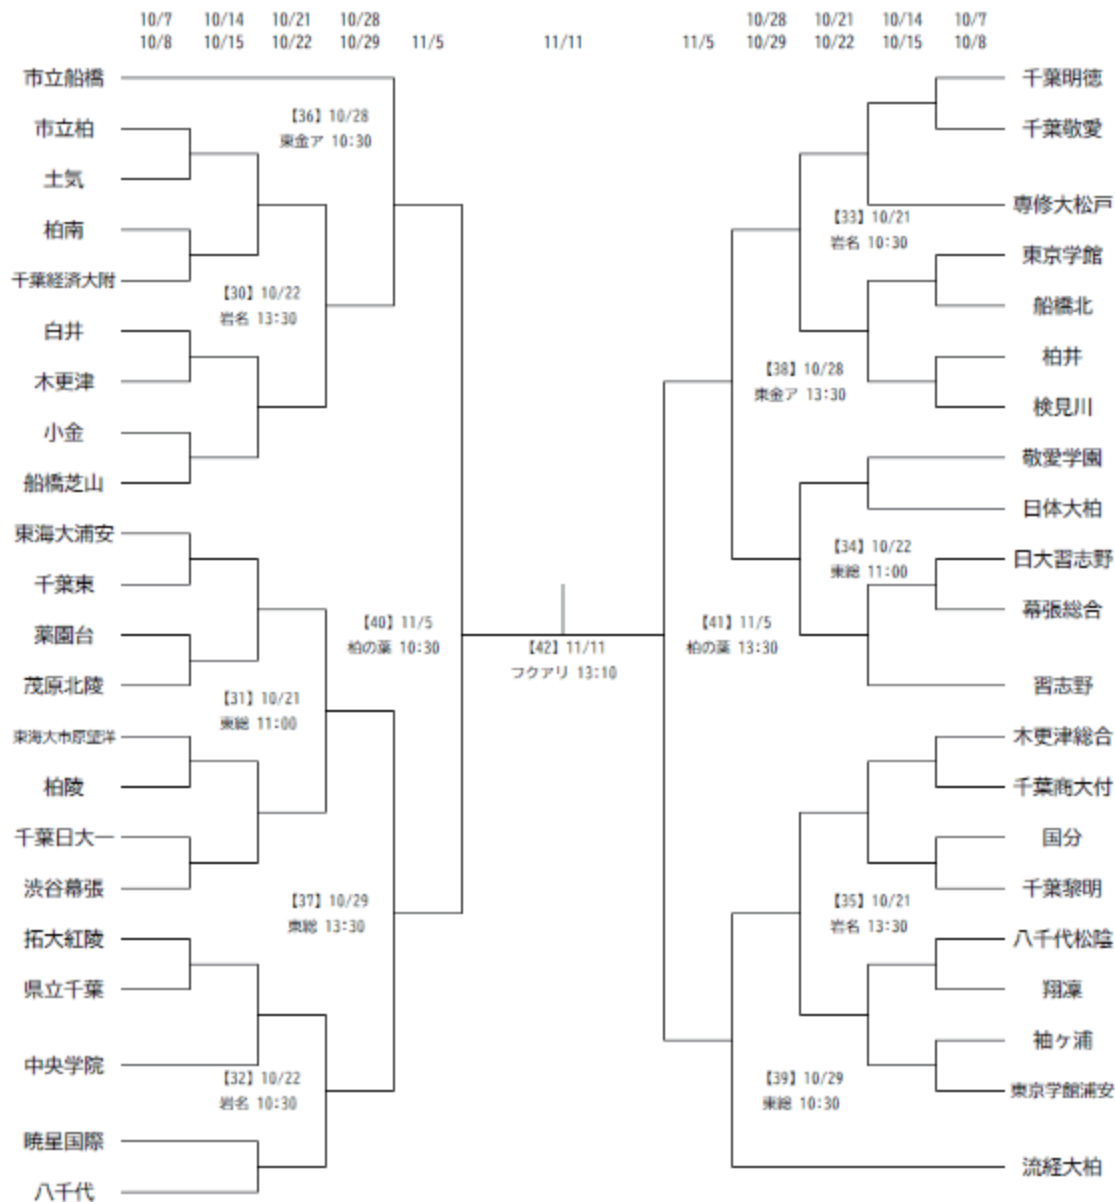 10/7 10/14 10/21 10/28 10/28 10/21 10/14 10/7
10/8 10/15 10/22 10/29 11/5 11/11 11/5 10/29 10/22 10/15 10/8
市立船橋
【36】10/28
東金ア 10:30
市立柏
土気
柏南
千葉経済大附
【30】10/22
岩名 13:30
白井
木更津
小金
船橋芝山
東海大浦安
千葉東
薬園台
【40】11/5
柏の葉 10:30
茂原北陵
【31】10/21
東総 11:00
東海大市原望洋
柏陵
千葉日大一
渋谷幕張
【37】10/29
東総 13:30
拓大紅陵
県立千葉
中央学院
【32】10/22
岩名 10:30
暁星国際
八千代
【42】11/11
フクアリ 13:10
千葉明徳
千葉敬愛
専修大松戸
【33】10/21
岩名 10:30
東京学館
船橋北
柏井
【38】10/28
東金ア 13:30
検見川
敬愛学園
日体大柏
【34】10/22
東総 11:00
日大習志野
幕張総合
【41】11/5
柏の葉 13:30
習志野
木更津総合
千葉商大付
国分
千葉黎明
【35】10/21
岩名 13:30
八千代松陰
翔凜
袖ヶ浦
【39】10/29
東総 10:30
東京学館浦安
流経大柏